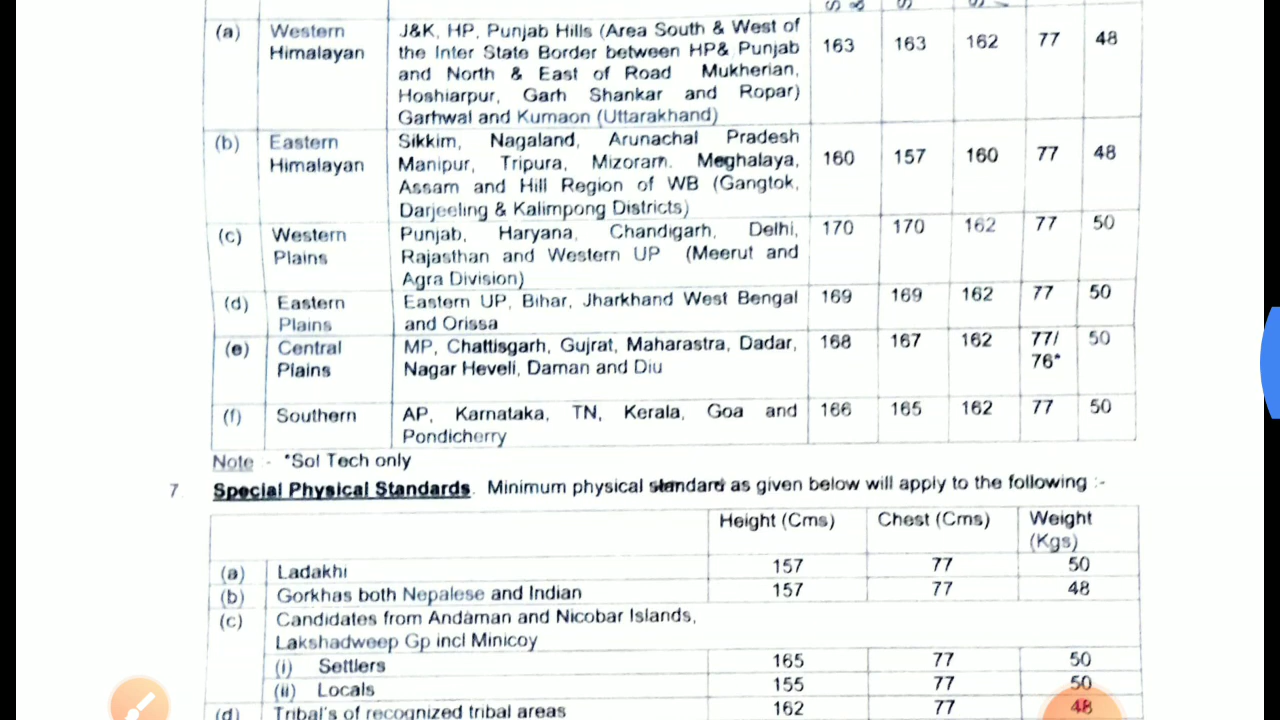 (a) Western Himalayan J&K, HP, Punjab Hills (Area South & West of 163 163 162 77 48
the Inter State Border between HP& Punjab
and North & East of Road Mukherian,
Hoshiarpur, Garh Shankar and Ropar)
Garhwal and Kumaon (Uttarakhand)
(b) Eastern Himalayan Sikkim, Nagaland, Arunachal Pradesh 160 157 160 77 48
Manipur, Tripura, Mizoram. Meghalaya,
Assam and Hill Region of WB (Gangtok,
Darjeeling & Kalimpong Districts)
(c) Western Plains Punjab, Haryana, Chandigarh, Delhi, 170 170 162 77 50
Rajasthan and Western UP (Meerut and
Agra Division)
(d) Eastern Plains Eastern UP, Bihar, Jharkhand West Bengal 169 169 162 77 50
and Orissa
(e) Central Plains MP, Chattisgarh, Gujrat, Maharastra, Dadar, 168 167 162 77/ 76* 50
Nagar Heveli, Daman and Diu
(f) Southern AP, Karnataka, TN, Kerala, Goa and 166 165 162 77 50
Pondicherry
Note - *Sol Tech only
7. Special Physical Standards. Minimum physical standard as given below will apply to the following :-
Height (Cms) Chest (Cms) Weight (Kgs)
(a) Ladakhi 157 77 50
(b) Gorkhas both Nepalese and Indian 157 77 48
(c) Candidates from Andaman and Nicobar Islands,
Lakshadweep Gp incl Minicoy
(i) Settlers 165 77 50
(ii) Locals 155 77 50
(d) Tribal's of recognized tribal areas 162 77 48